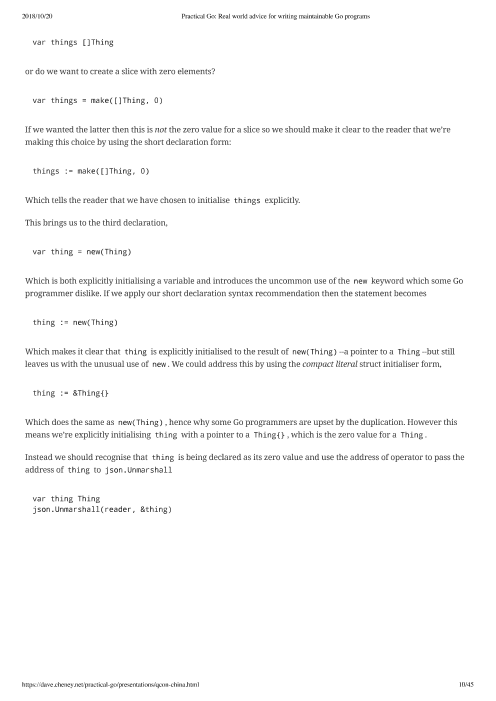 2018/10/20 Practical Go: Real world advice for writing maintainable Go programs
var things []Thing
or do we want to create a slice with zero elements?
var things = make([]Thing, 0)
If we wanted the latter then this is not the zero value for a slice so we should make it clear to the reader that we're
making this choice by using the short declaration form:
things := make([]Thing, 0)
Which tells the reader that we have chosen to initialise things explicitly.
This brings us to the third declaration,
var thing = new(Thing)
Which is both explicitly initialising a variable and introduces the uncommon use of the new keyword which some Go
programmer dislike. If we apply our short declaration syntax recommendation then the statement becomes
thing := new(Thing)
Which makes it clear that thing is explicitly initialised to the result of new(Thing) --a pointer to a Thing --but still
leaves us with the unusual use of new. We could address this by using the compact literal struct initialiser form,
thing := &Thing{}
Which does the same as new(Thing), hence why some Go programmers are upset by the duplication. However this
means we're explicitly initialising thing with a pointer to a Thing{}, which is the zero value for a Thing.
Instead we should recognise that thing is being declared as its zero value and use the address of operator to pass the
address of thing to json.Unmarshall
var thing Thing
json.Unmarshall(reader, &thing)
https://dave.cheney.net/practical-go/presentations/qcon-china.html 10/45